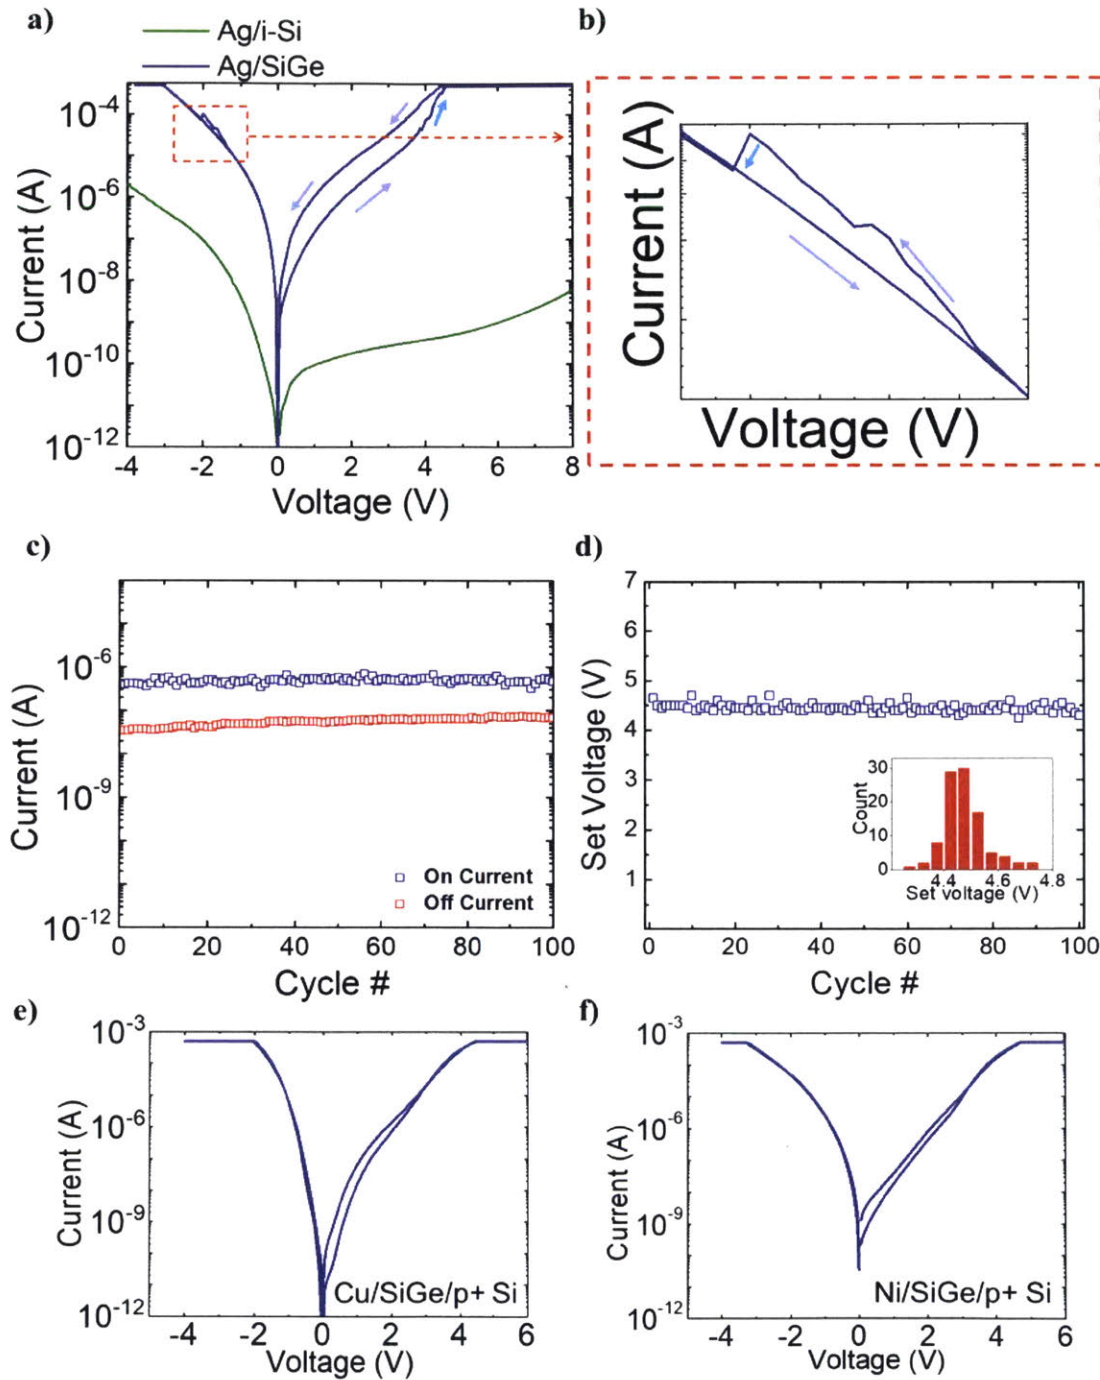 a)
Ag/i-Si
Ag/SiGe
Current (A)
10^-4
10^-6
10^-8
10^-10
10^-12
-4 -2 0 2 4 6 8
Voltage (V)
b)
Current (A)
Voltage (V)
c)
Current (A)
10^-6
10^-9
10^-12
On Current
Off Current
0 20 40 60 80 100
Cycle #
d)
Set Voltage (V)
7
6
5
4
3
2
1
Count
30
20
10
0
4.4 4.6 4.8
Set voltage (V)
0 20 40 60 80 100
Cycle #
e)
Current (A)
10^-3
10^-6
10^-9
10^-12
Cu/SiGe/p+ Si
-4 -2 0 2 4 6
Voltage (V)
f)
Current (A)
10^-3
10^-6
10^-9
10^-12
Ni/SiGe/p+ Si
-4 -2 0 2 4 6
Voltage (V)